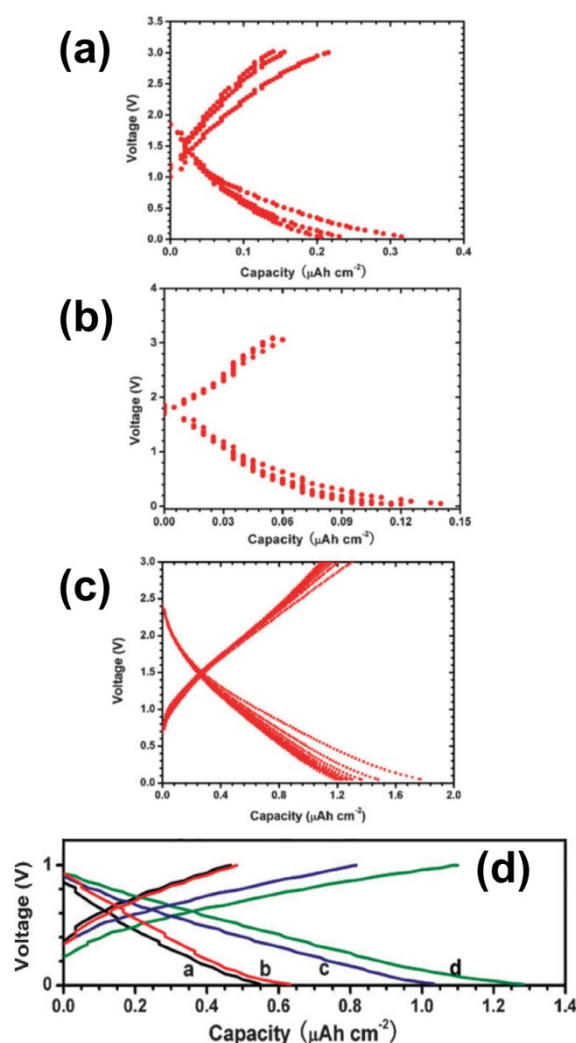 (a)
3.0
2.5
2.0
1.5
1.0
0.5
0.0
Voltage (V)
0.0 0.1 0.2 0.3 0.4
Capacity (μAh cm⁻²)
(b)
4
3
2
1
0
Voltage (V)
0.00 0.03 0.06 0.09 0.12 0.15
Capacity (μAh cm⁻²)
(c)
3.0
2.5
2.0
1.5
1.0
0.5
0.0
Voltage (V)
0.0 0.4 0.8 1.2 1.6 2.0
Capacity (μAh cm⁻²)
(d)
1
0
Voltage (V)
a b c d
0.0 0.2 0.4 0.6 0.8 1.0 1.2 1.4
Capacity (μAh cm⁻²)